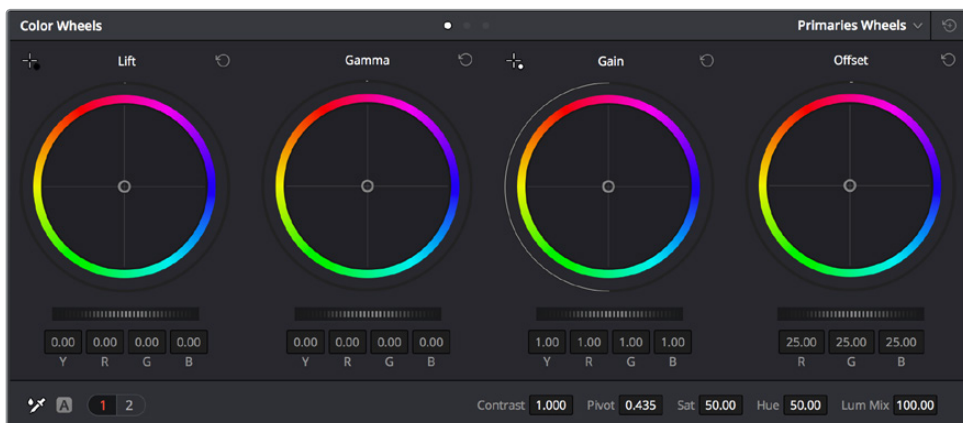 Color Wheels Primaries Wheels
Lift Gamma Gain Offset
0.00 0.00 0.00 0.00 0.00 0.00 0.00 0.00 1.00 1.00 1.00 1.00 25.00 25.00 25.00
Y R G B Y R G B Y R G B R G B
A 1 2 Contrast 1.000 Pivot 0.435 Sat 50.00 Hue 50.00 Lum Mix 100.00